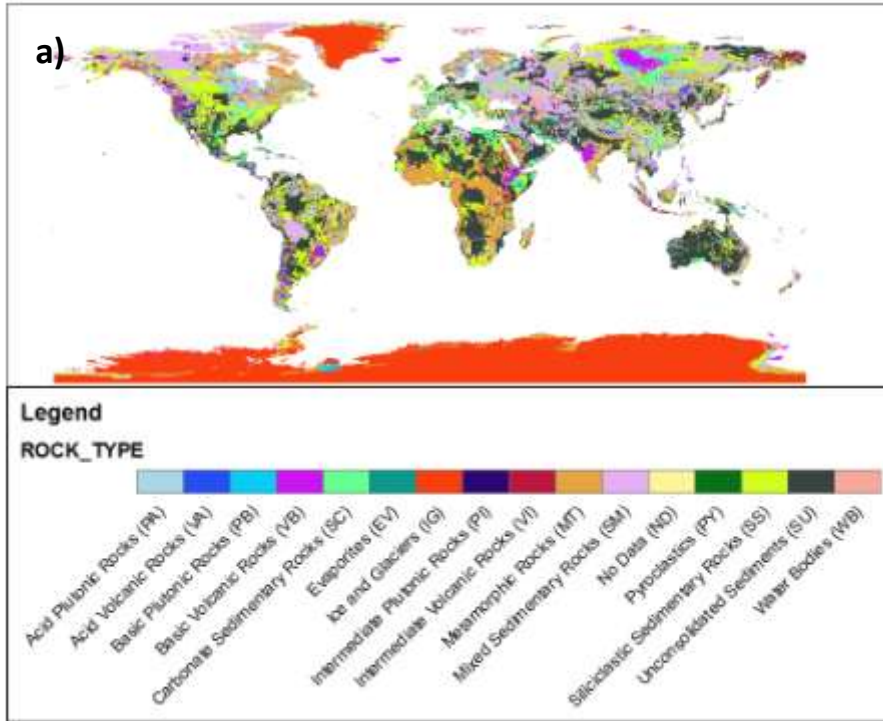 a)
Legend
ROCK_TYPE
Acid Plutonic Rocks (PA)
Acid Volcanic Rocks (VA)
Basic Plutonic Rocks (PB)
Basic Volcanic Rocks (VB)
Carbonate Sedimentary Rocks (SC)
Evaporites (EV)
Ice and Glaciers (IG)
Intermediate Plutonic Rocks (PI)
Intermediate Volcanic Rocks (VI)
Metamorphic Rocks (MT)
Mixed Sedimentary Rocks (SM)
No Data (ND)
Pyroclastics (PY)
Siliciclastic Sedimentary Rocks (SS)
Unconsolidated Sediments (SU)
Water Bodies (WB)